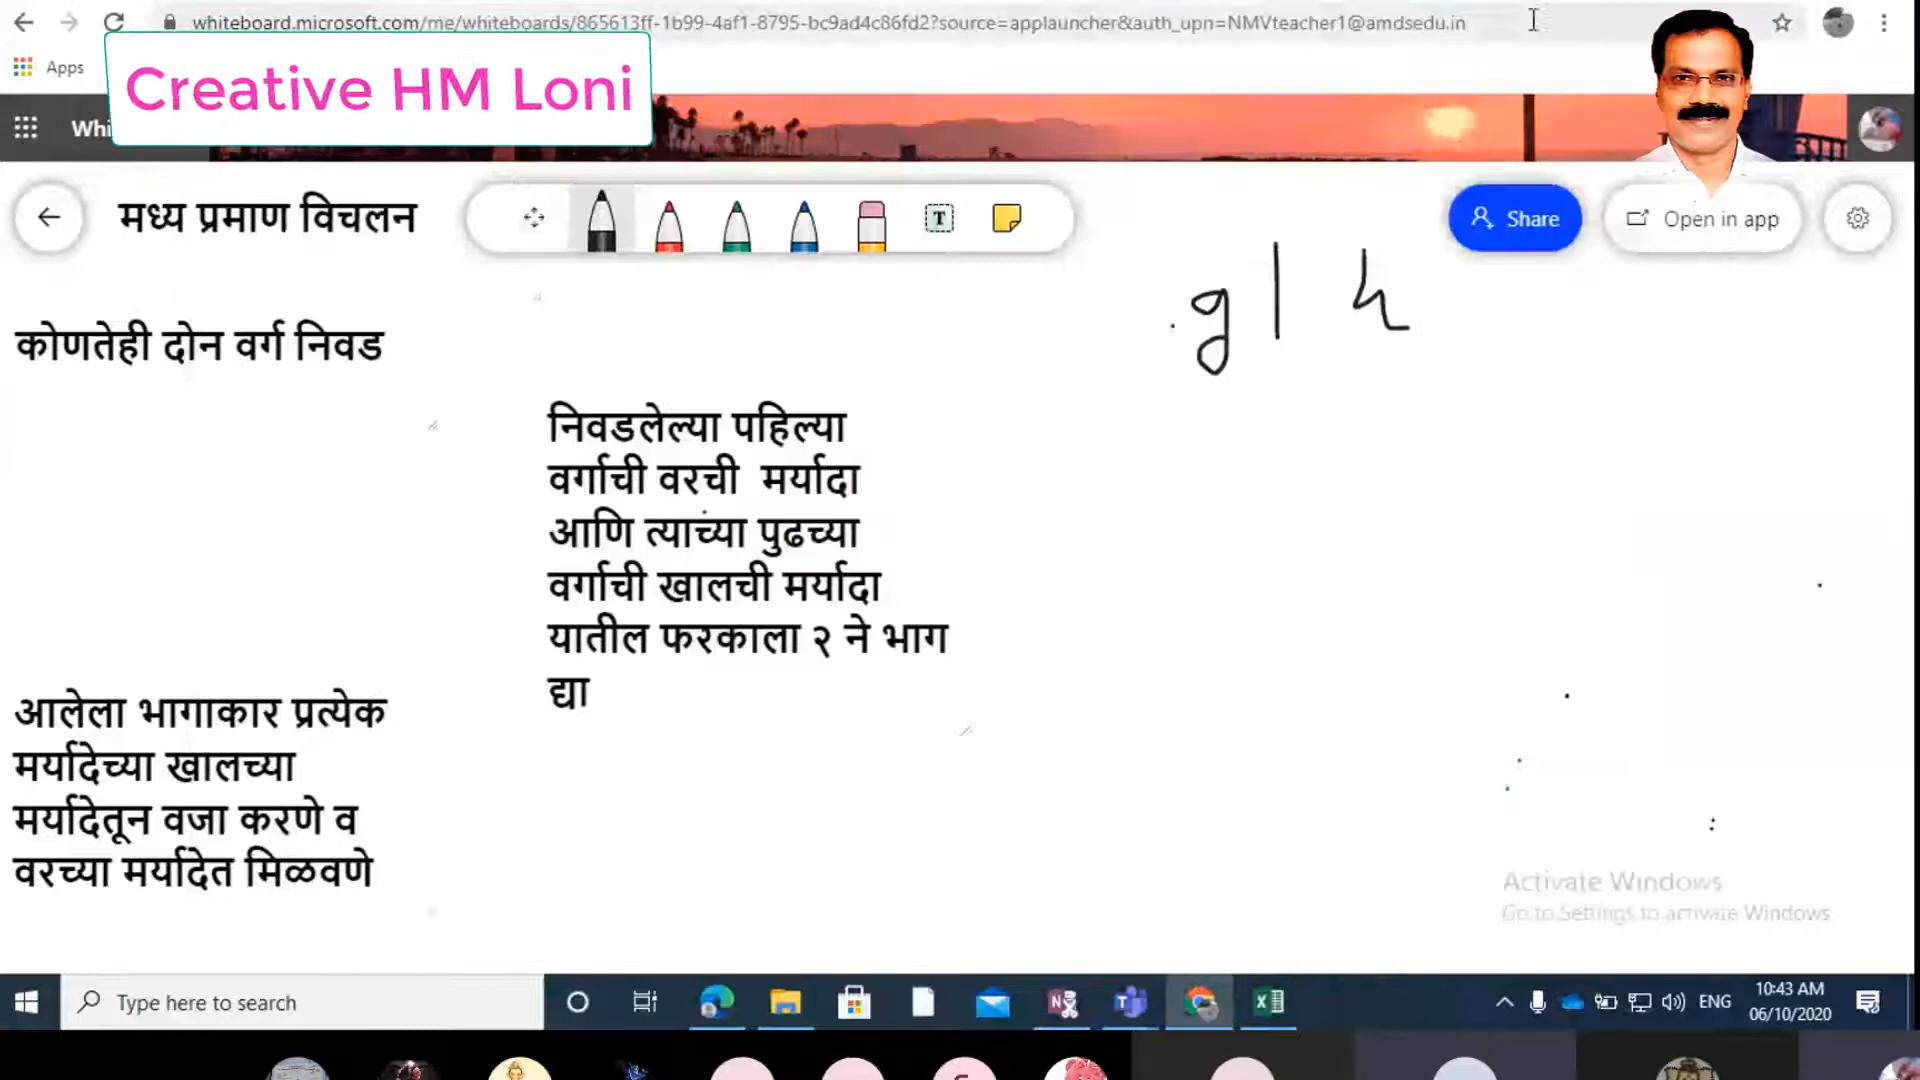 whiteboard.microsoft.com/me/whiteboards/865613ff-1b99-4af1-8795-bc9ad4c86fd2?source=applauncher&auth_upn=NMVteacher1@amdsedu.in
Apps
Creative HM Loni
Whi
मध्य प्रमाण विचलन
T
Share
Open in app
g l h
कोणतेही दोन वर्ग निवड
निवडलेल्या पहिल्या
वर्गाची वरची मर्यादा
आणि त्याच्या पुढच्या
वर्गाची खालची मर्यादा
यातील फरकाला २ ने भाग
द्या
आलेला भागाकार प्रत्येक
मर्यादेच्या खालच्या
मर्यादेतून वजा करणे व
वरच्या मर्यादेत मिळवणे
Activate Windows
Go to Settings to activate Windows
Type here to search
ENG
10:43 AM
06/10/2020